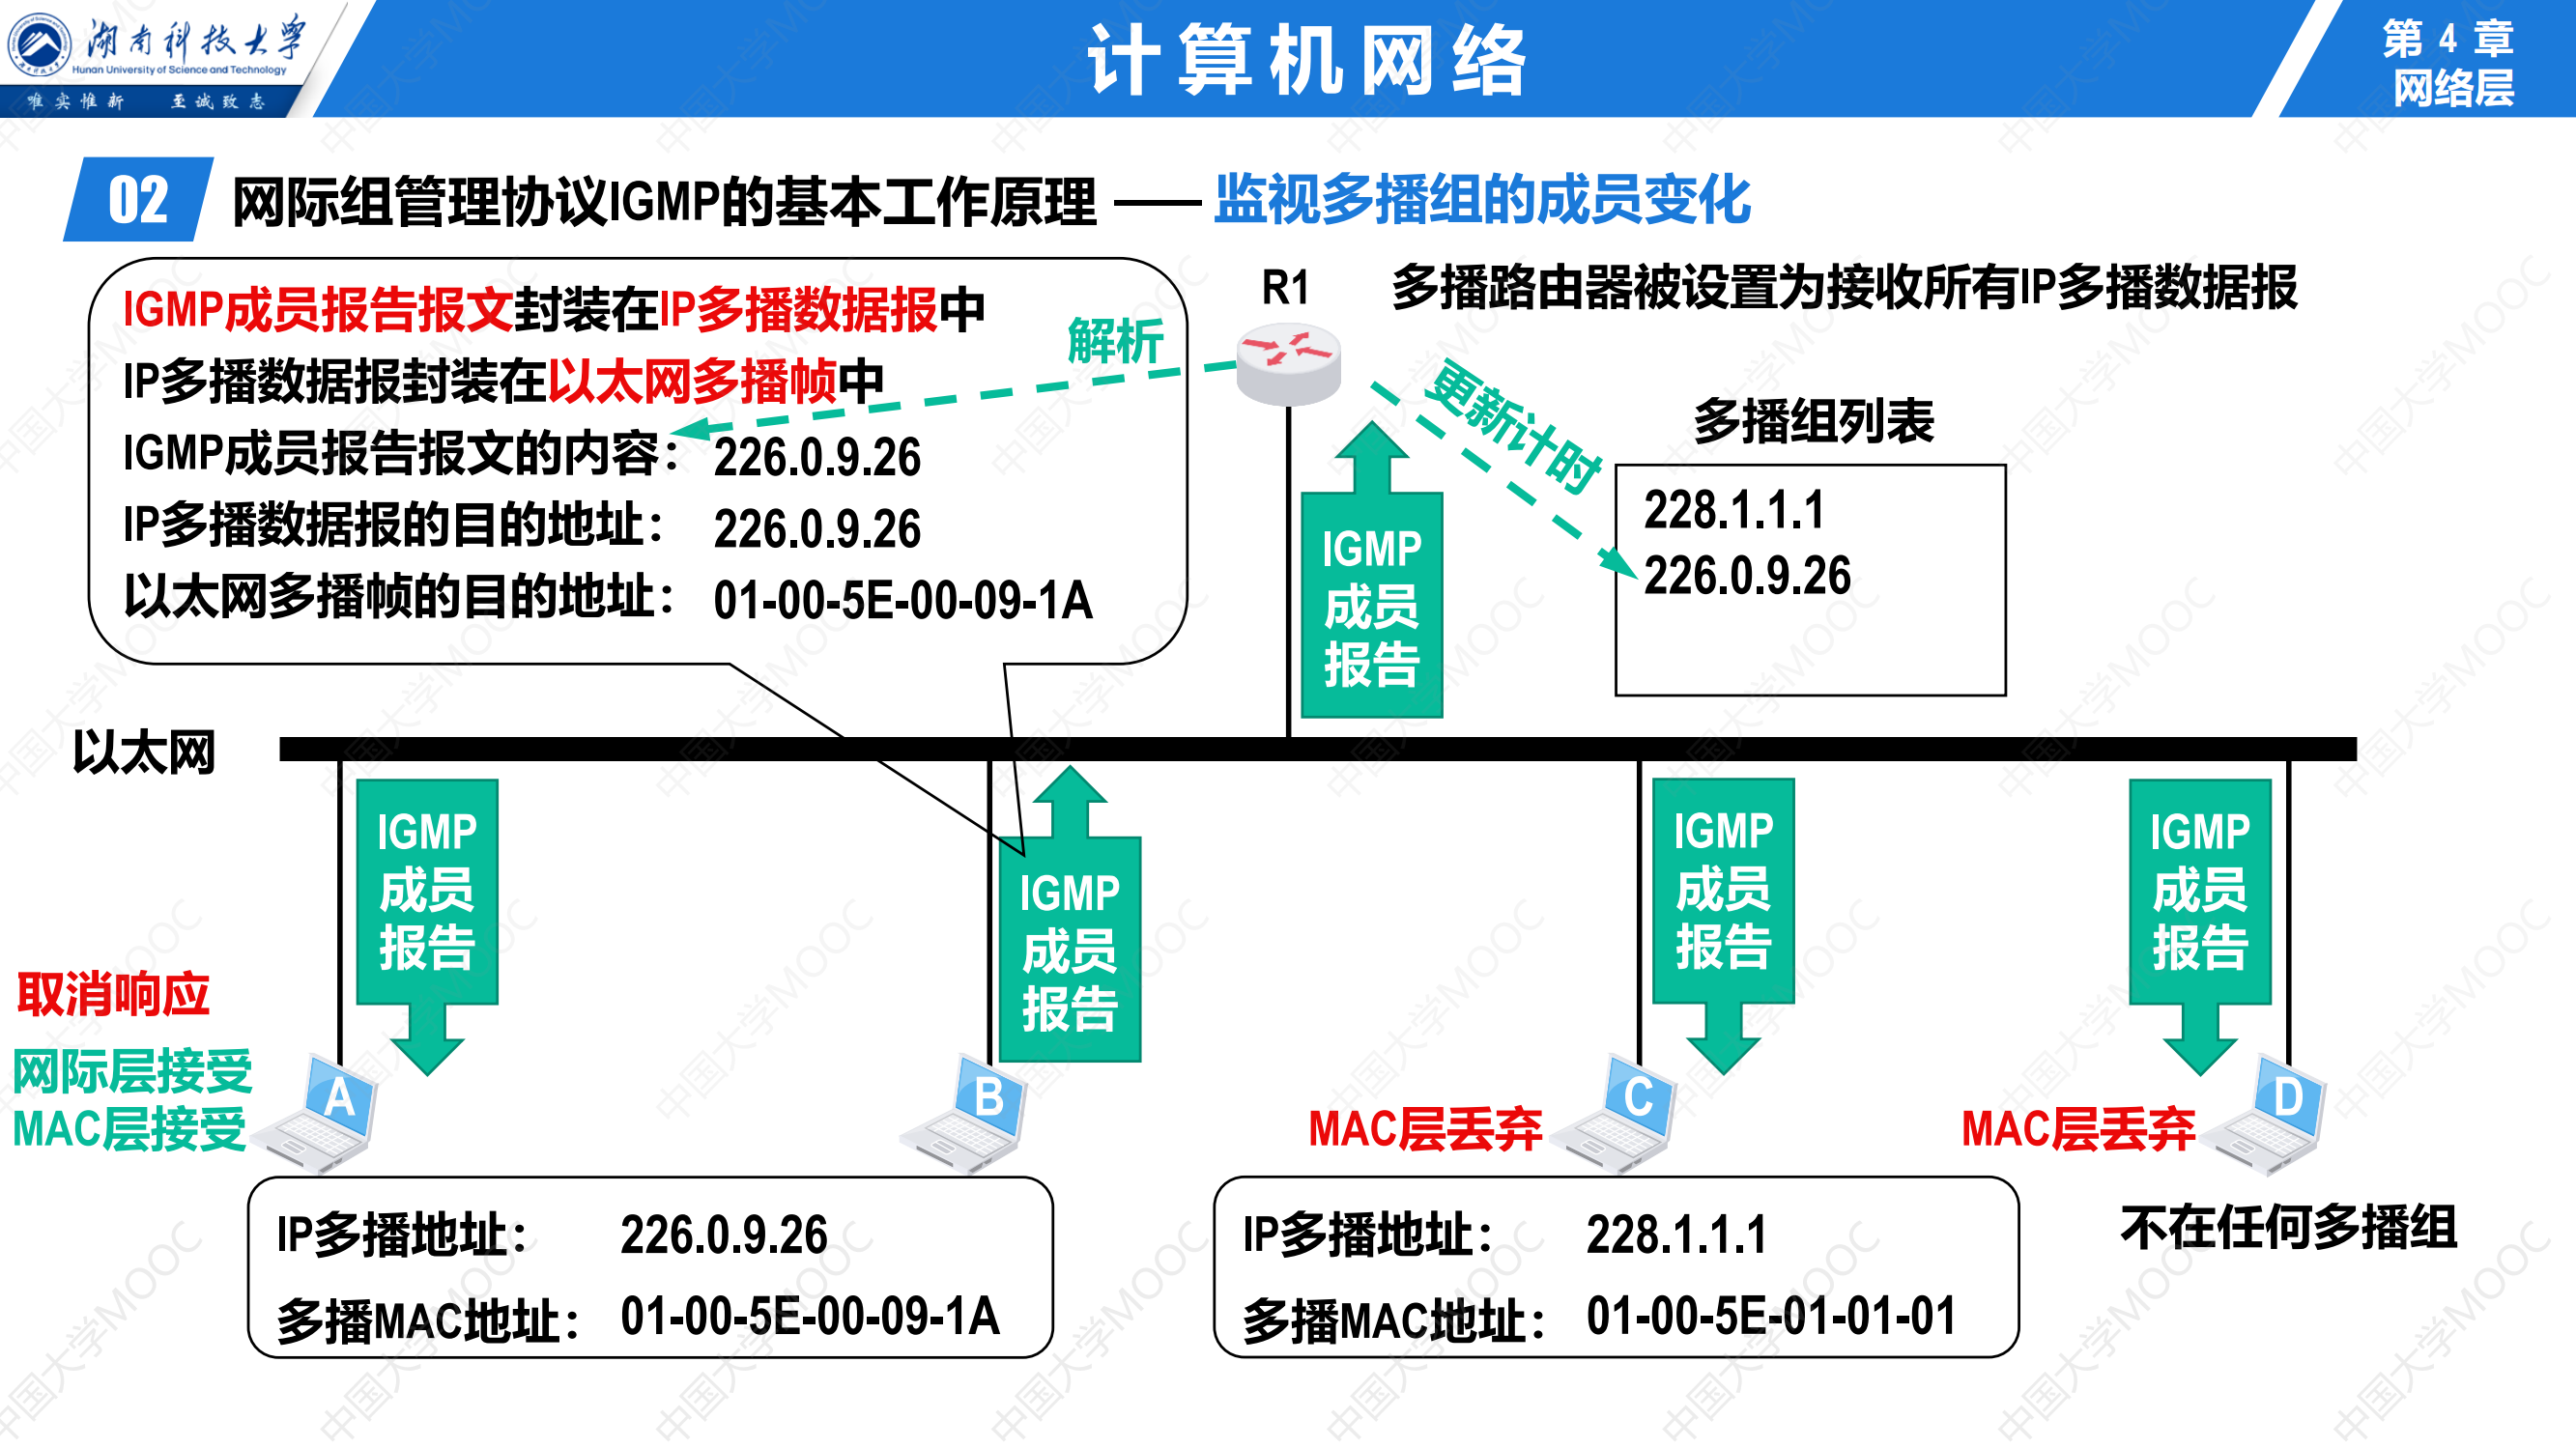 湖南科技大学
Hunan University of Science and Technology
唯实惟新 至诚致志
计算机网络
第 4 章
网络层
02 网际组管理协议IGMP的基本工作原理 —— 监视多播组的成员变化
IGMP成员报告报文封装在IP多播数据报中
IP多播数据报封装在以太网多播帧中
IGMP成员报告报文的内容： 226.0.9.26
IP多播数据报的目的地址： 226.0.9.26
以太网多播帧的目的地址： 01-00-5E-00-09-1A
解析
R1
多播路由器被设置为接收所有IP多播数据报
更新计时
多播组列表
228.1.1.1
226.0.9.26
IGMP
成员
报告
以太网
IGMP
成员
报告
IGMP
成员
报告
IGMP
成员
报告
IGMP
成员
报告
取消响应
网际层接受
MAC层接受
A
B
MAC层丢弃
C
MAC层丢弃
D
IP多播地址： 226.0.9.26
多播MAC地址： 01-00-5E-00-09-1A
IP多播地址： 228.1.1.1
多播MAC地址： 01-00-5E-01-01-01
不在任何多播组
中国大学MOOC